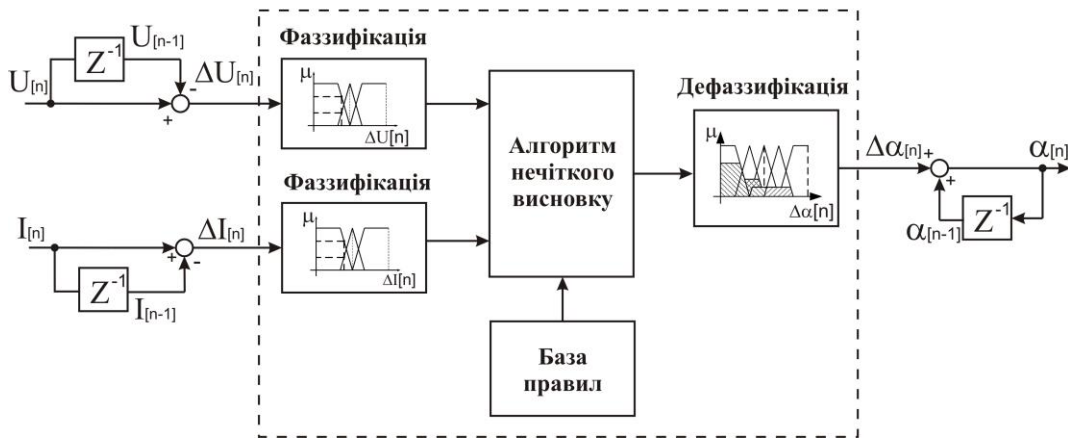 U[n-1]
Z-1
U[n]
ΔU[n]
-
+
Фаззифікація
μ
ΔU[n]
I[n]
ΔI[n]
+
-
Z-1
I[n-1]
Фаззифікація
μ
ΔI[n]
Алгоритм
нечіткого
висновку
База
правил
Дефаззифікація
μ
Δα[n]
Δα[n]
+
+
α[n]
α[n-1]
Z-1